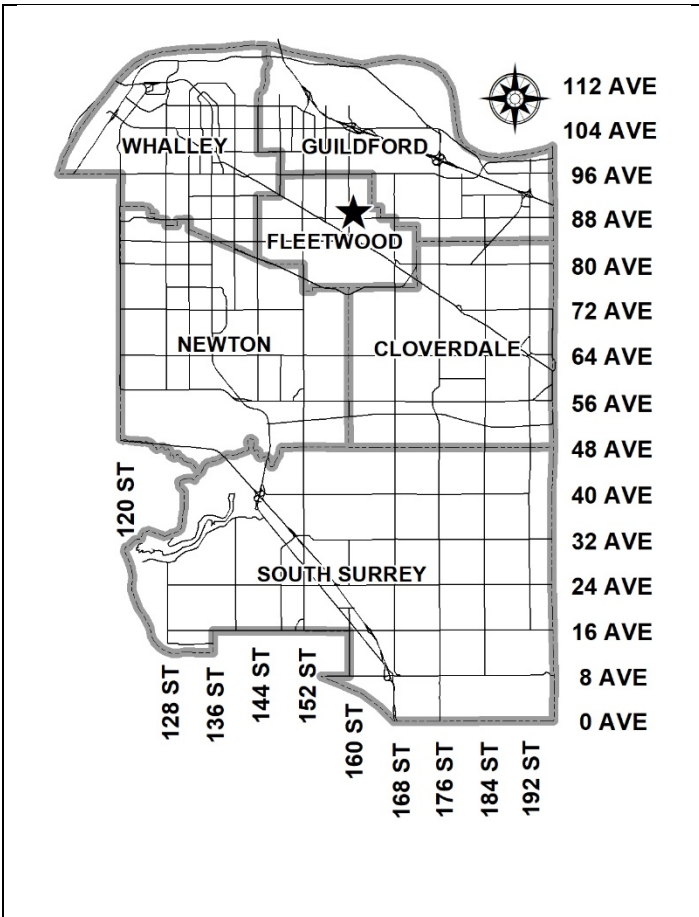 112 AVE
104 AVE
WHALLEY
GUILDFORD
96 AVE
88 AVE
FLEETWOOD
80 AVE
72 AVE
NEWTON
CLOVERDALE
64 AVE
56 AVE
48 AVE
120 ST
40 AVE
32 AVE
SOUTH SURREY
24 AVE
16 AVE
128 ST
136 ST
144 ST
152 ST
160 ST
8 AVE
0 AVE
168 ST
176 ST
184 ST
192 ST